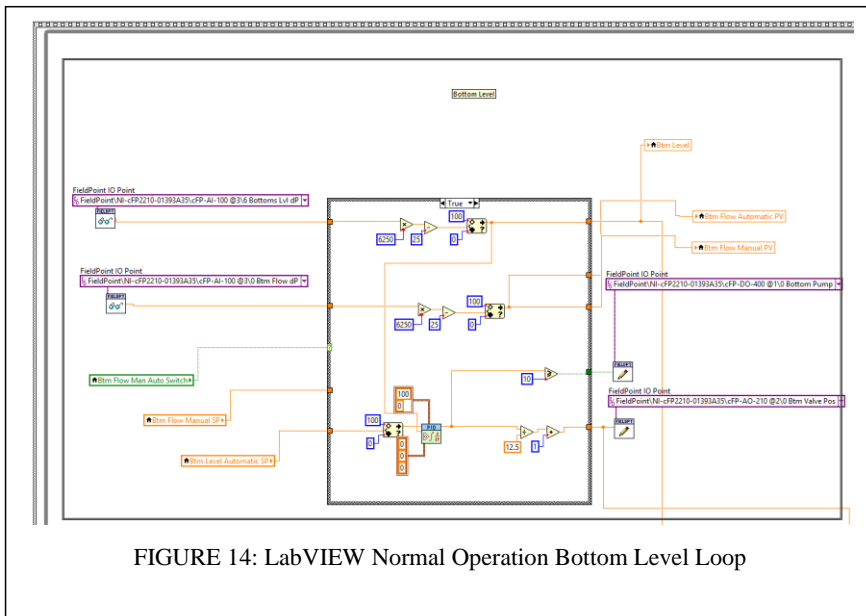 Bottom Level
Btm Level
FieldPoint IO Point
FieldPoint\NI-cFP2210-01393A35\cFP-AI-100 @3\6 Bottoms Lvl dP
FIELDPT
True
100
6250
25
0
Btm Flow Automatic PV
Btm Flow Manual PV
FieldPoint IO Point
FieldPoint\NI-cFP2210-01393A35\cFP-AI-100 @3\0 Btm Flow dP
FIELDPT
FieldPoint IO Point
FieldPoint\NI-cFP2210-01393A35\cFP-DO-400 @1\0 Bottom Pump
100
6250
25
0
FIELDPT
Btm Flow Man Auto Switch
10
FieldPoint IO Point
FieldPoint\NI-cFP2210-01393A35\cFP-AO-210 @2\0 Btm Valve Pos
FIELDPT
Btm Flow Manual SP
100
0
100
0
PID
Btm Level Automatic SP
0
0
0
12.5
1
FIGURE 14: LabVIEW Normal Operation Bottom Level Loop